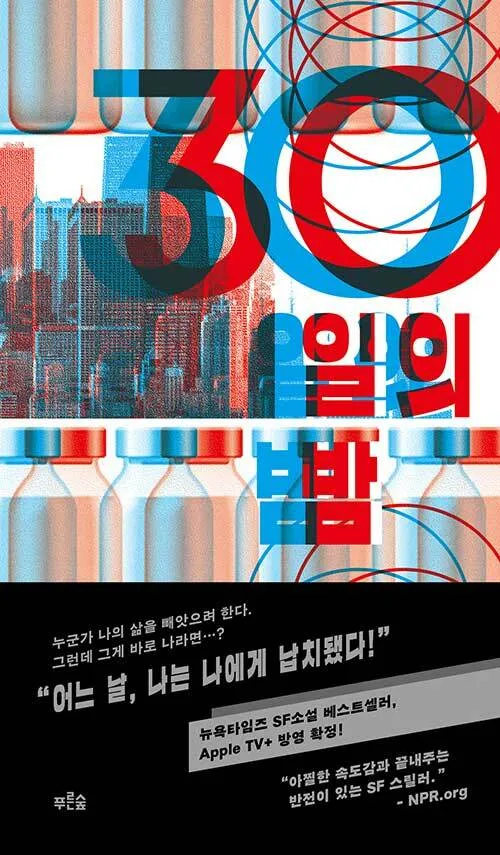 30
일의
밤
누군가 나의 삶을 빼앗으려 한다.
그런데 그게 바로 나라면…?
“어느 날, 나는 나에게 납치됐다!”
뉴욕타임즈 SF소설 베스트셀러,
Apple TV+ 방영 확정!
“아찔한 속도감과 끝내주는
반전이 있는 SF 스릴러.”
- NPR.org
푸른숲